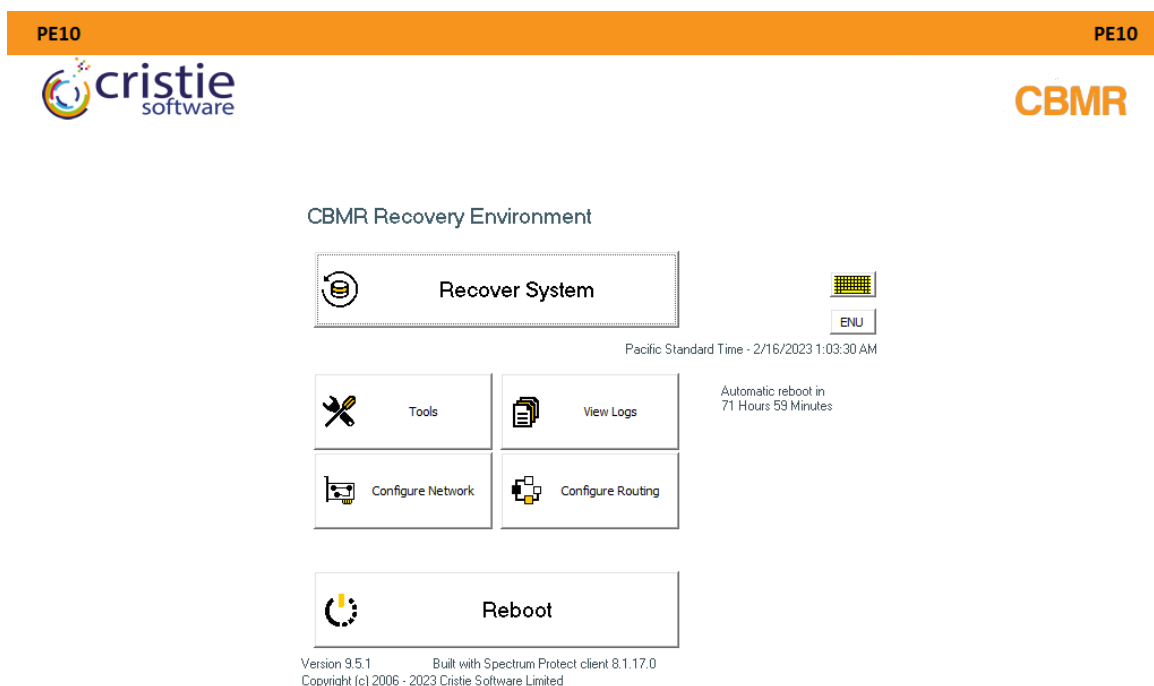 PE10 PE10
cristie
software
CBMR
CBMR Recovery Environment
Recover System
ENU
Pacific Standard Time - 2/16/2023 1:03:30 AM
Tools
View Logs
Automatic reboot in
71 Hours 59 Minutes
Configure Network
Configure Routing
Reboot
Version 9.5.1 Built with Spectrum Protect client 8.1.17.0
Copyright (c) 2006 - 2023 Cristie Software Limited